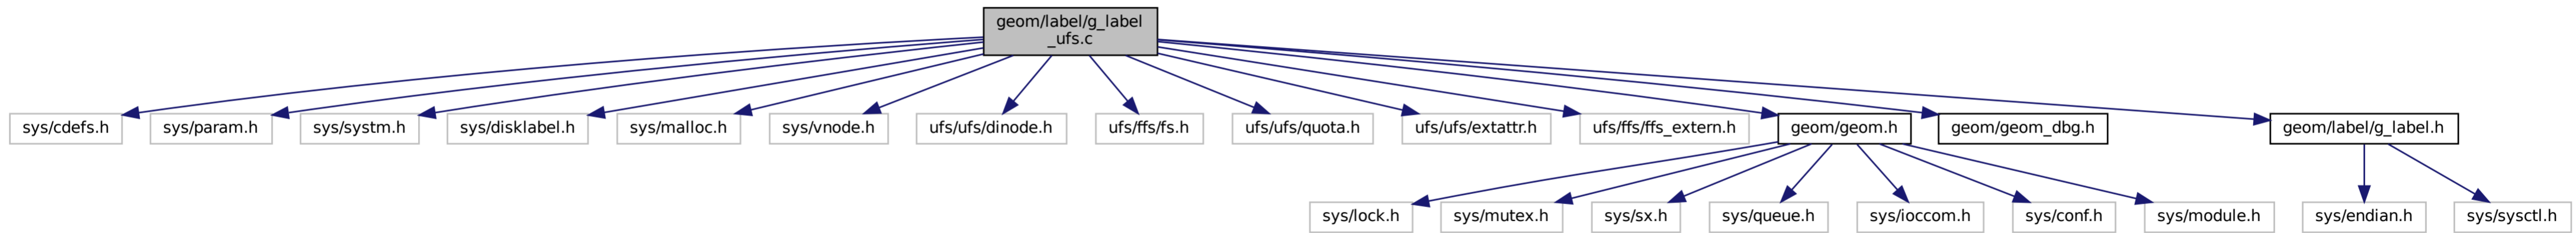 geom/label/g_label
_ufs.c
sys/cdefs.h
sys/param.h
sys/systm.h
sys/disklabel.h
sys/malloc.h
sys/vnode.h
ufs/ufs/dinode.h
ufs/ffs/fs.h
ufs/ufs/quota.h
ufs/ufs/extattr.h
ufs/ffs/ffs_extern.h
geom/geom.h
geom/geom_dbg.h
geom/label/g_label.h
sys/lock.h
sys/mutex.h
sys/sx.h
sys/queue.h
sys/ioccom.h
sys/conf.h
sys/module.h
sys/endian.h
sys/sysctl.h